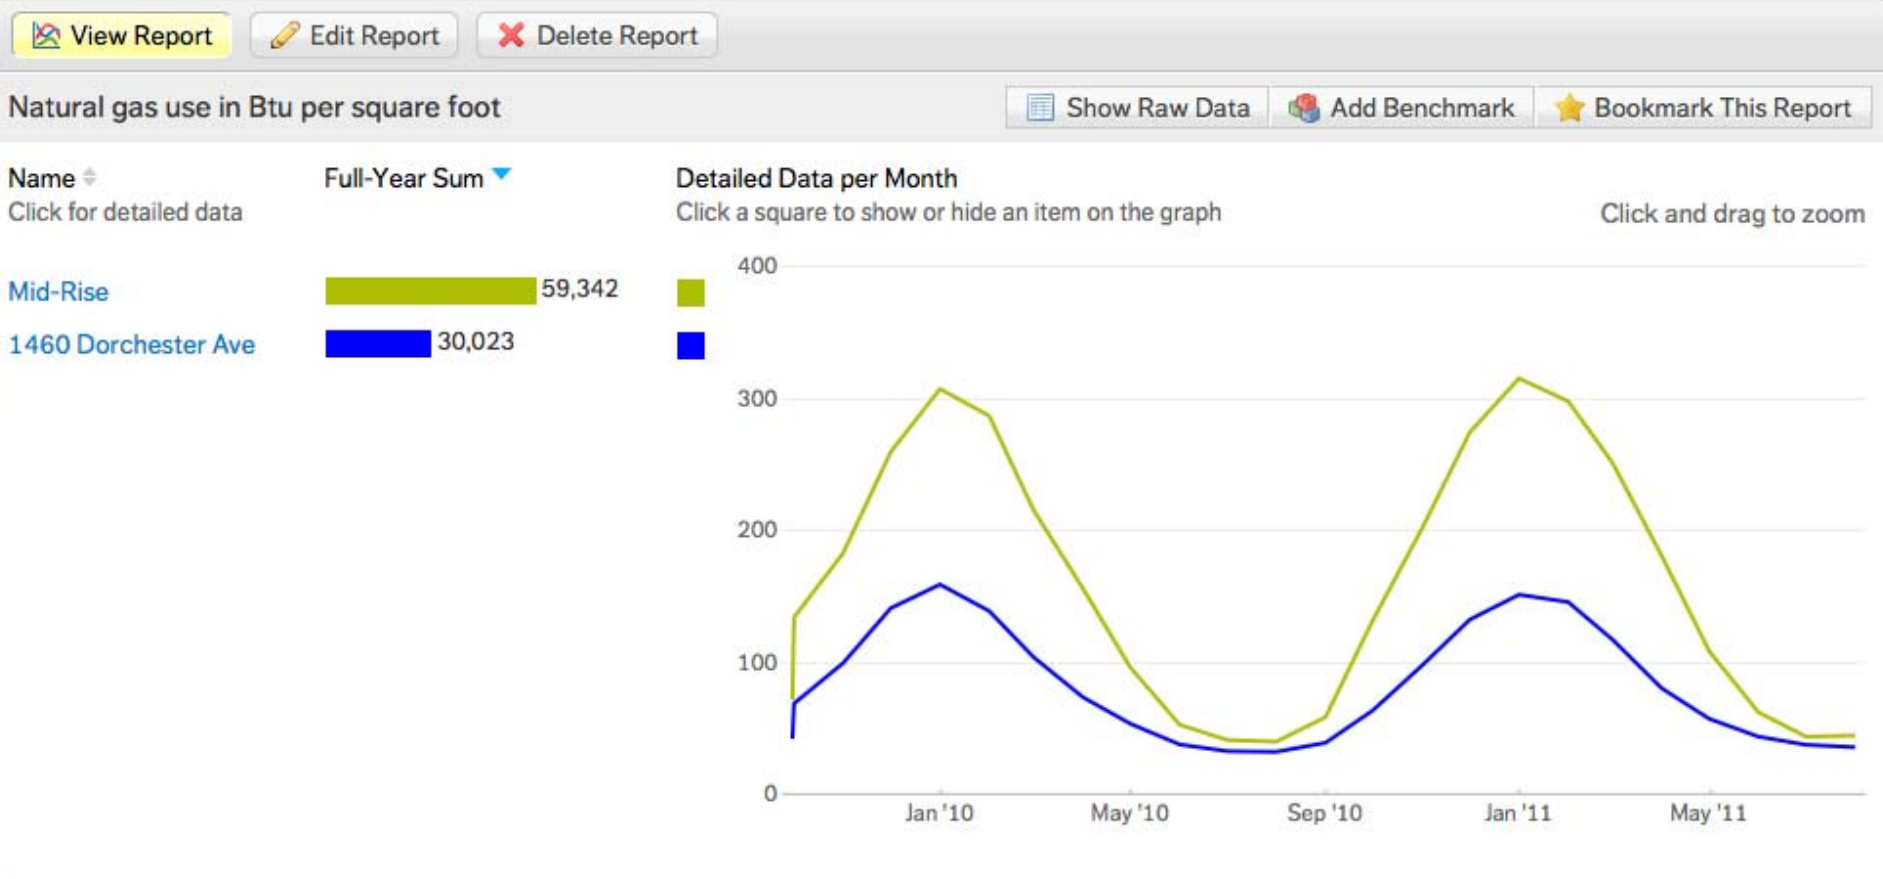 View Report Edit Report Delete Report
Natural gas use in Btu per square foot Show Raw Data Add Benchmark Bookmark This Report
Name Full-Year Sum Detailed Data per Month
Click for detailed data Click a square to show or hide an item on the graph Click and drag to zoom
400
Mid-Rise 59,342
1460 Dorchester Ave 30,023
300
200
100
0
Jan '10 May '10 Sep '10 Jan '11 May '11